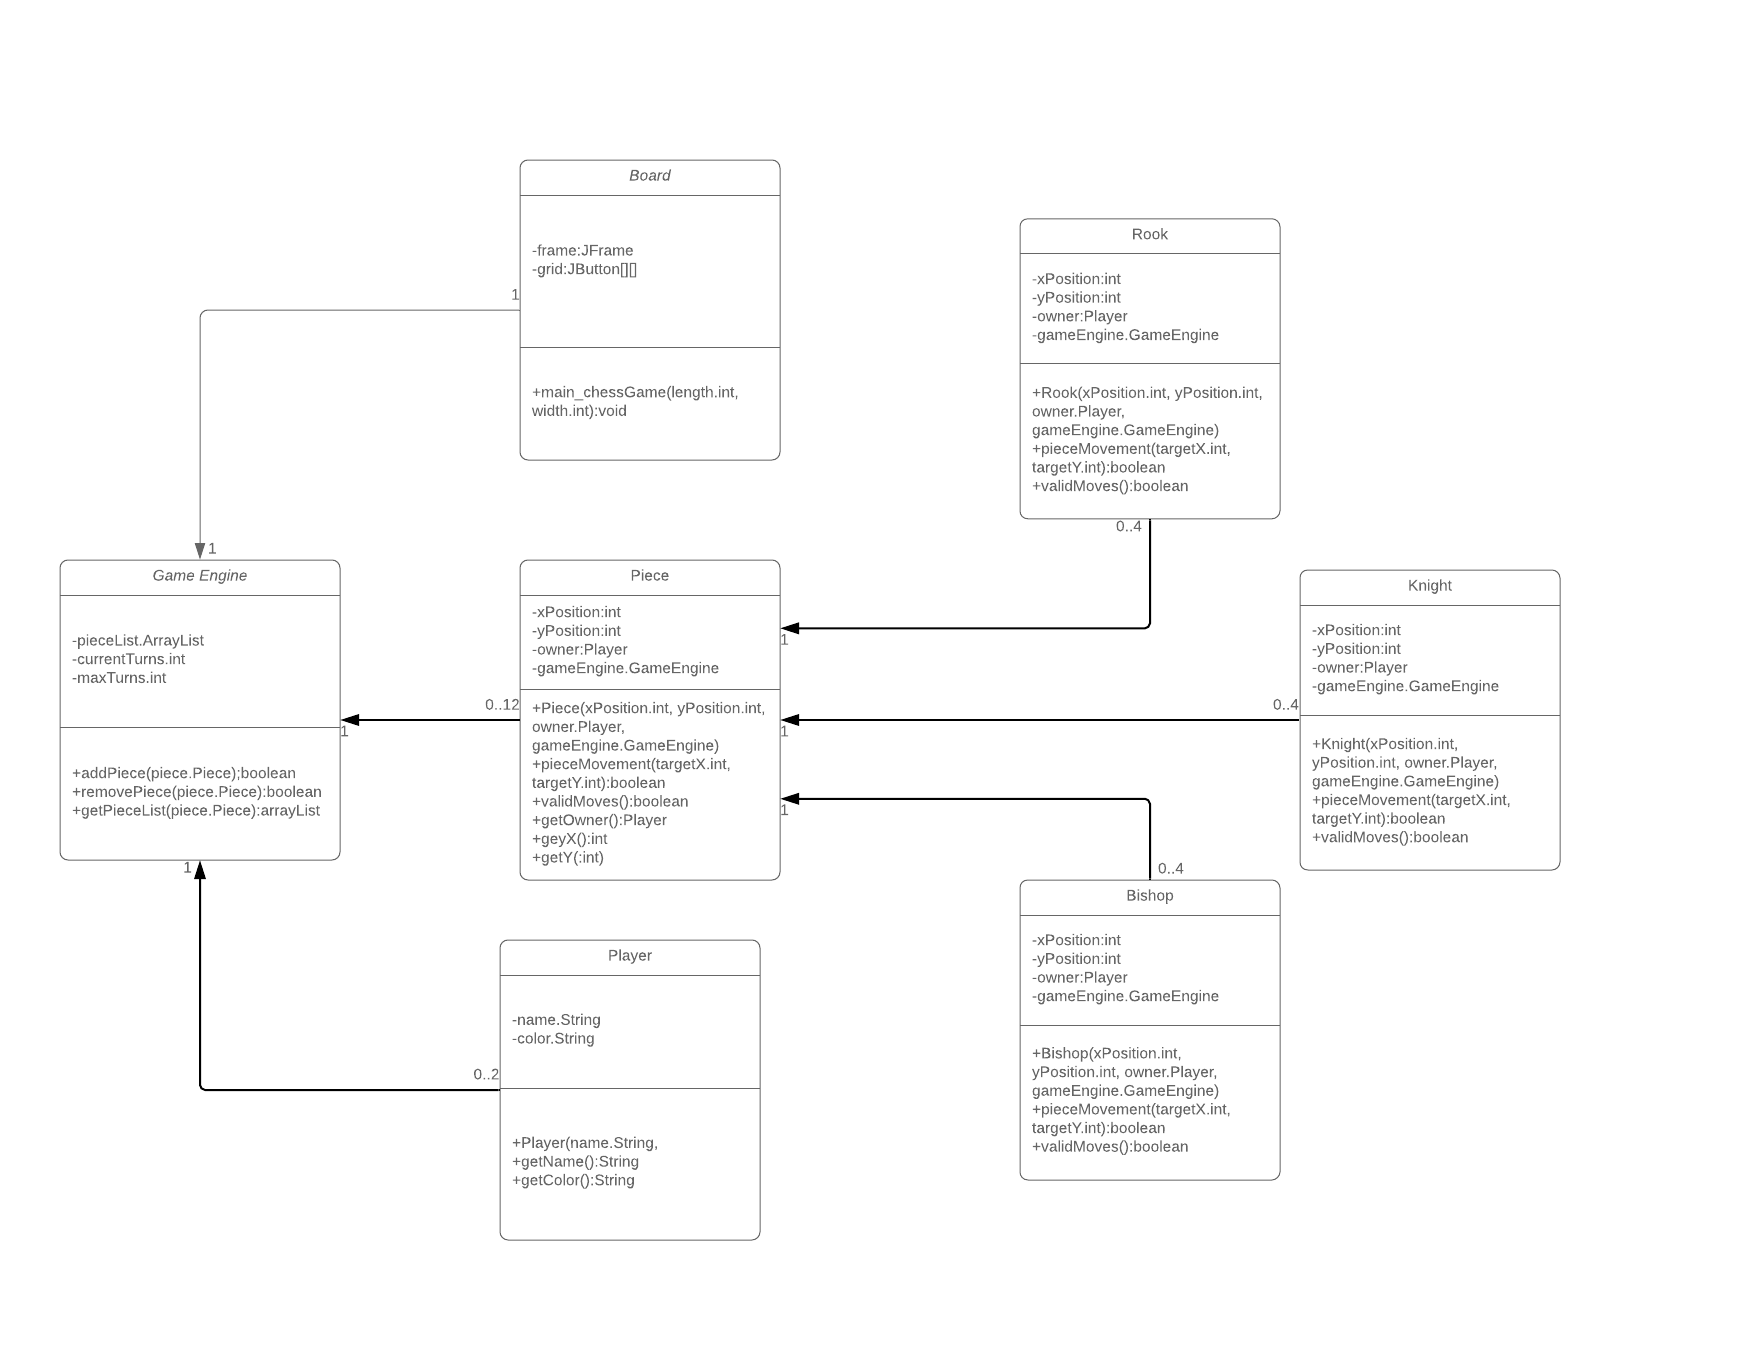 Board
-frame:JFrame
-grid:JButton[][]
1
+main_chessGame(length.int,
width.int):void
Rook
-xPosition:int
-yPosition:int
-owner:Player
-gameEngine.GameEngine
+Rook(xPosition.int, yPosition.int,
owner.Player,
gameEngine.GameEngine)
+pieceMovement(targetX.int,
targetY.int):boolean
+validMoves():boolean
0..4
1
Game Engine
-pieceList.ArrayList
-currentTurns.int
-maxTurns.int
+addPiece(piece.Piece);boolean
+removePiece(piece.Piece):boolean
+getPieceList(piece.Piece):arrayList
1
1
0..12
Piece
-xPosition:int
-yPosition:int
-owner:Player
-gameEngine.GameEngine
+Piece(xPosition.int, yPosition.int,
owner.Player,
gameEngine.GameEngine)
+pieceMovement(targetX.int,
targetY.int):boolean
+validMoves():boolean
+getOwner():Player
+geyX():int
+getY(:int)
1
1
1
0..4
Knight
-xPosition:int
-yPosition:int
-owner:Player
-gameEngine.GameEngine
+Knight(xPosition.int,
yPosition.int, owner.Player,
gameEngine.GameEngine)
+pieceMovement(targetX.int,
targetY.int):boolean
+validMoves():boolean
0..4
Bishop
-xPosition:int
-yPosition:int
-owner:Player
-gameEngine.GameEngine
+Bishop(xPosition.int,
yPosition.int, owner.Player,
gameEngine.GameEngine)
+pieceMovement(targetX.int,
targetY.int):boolean
+validMoves():boolean
Player
-name.String
-color.String
0..2
+Player(name.String,
+getName():String
+getColor():String